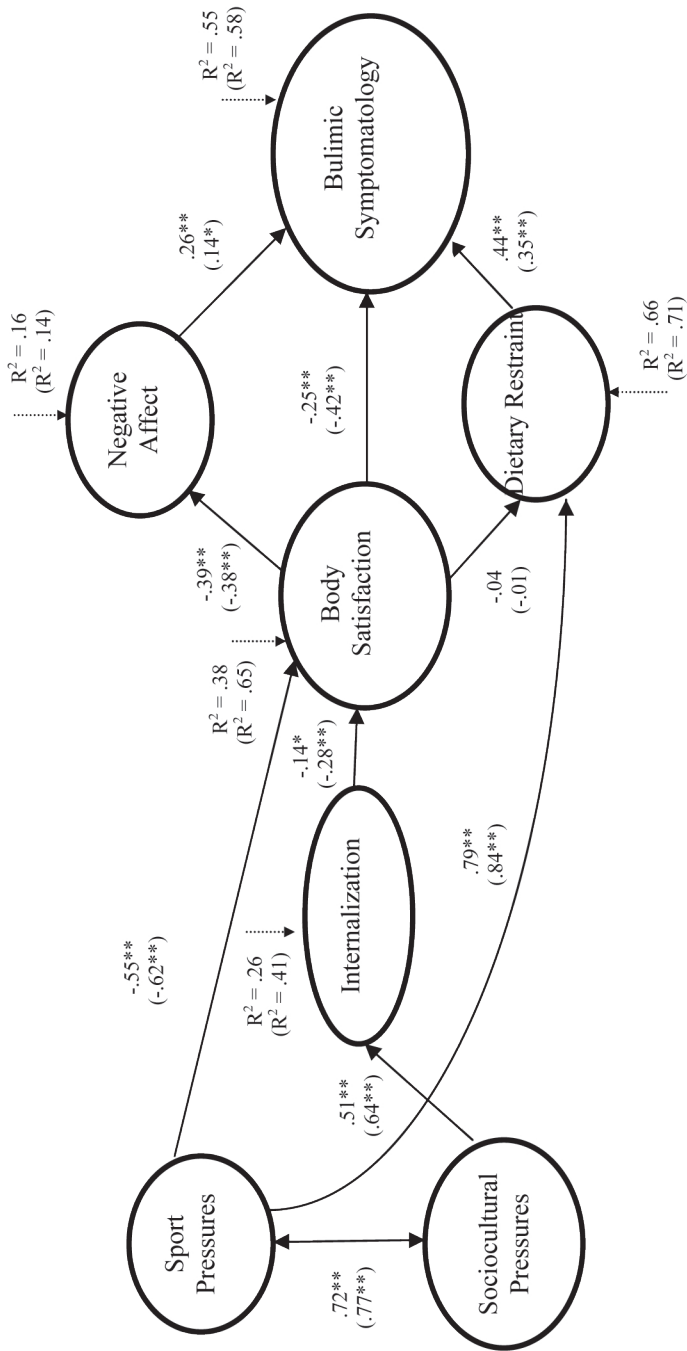 Sport
Pressures
Sociocultural
Pressures
.72**
(.77**)
-.55**
(-.62**)
.51**
(.64**)
R² = .26
(R² = .41)
Internalization
.79**
(.84**)
-.14*
(-.28**)
R² = .38
(R² = .65)
Body
Satisfaction
-.39**
(-.38**)
-.04
(-.01)
R² = .16
(R² = .14)
Negative
Affect
-.25**
(-.42**)
Dietary Restraint
R² = .66
(R² = .71)
.26**
(.14*)
.44**
(.35**)
R² = .55
(R² = .58)
Bulimic
Symptomatology